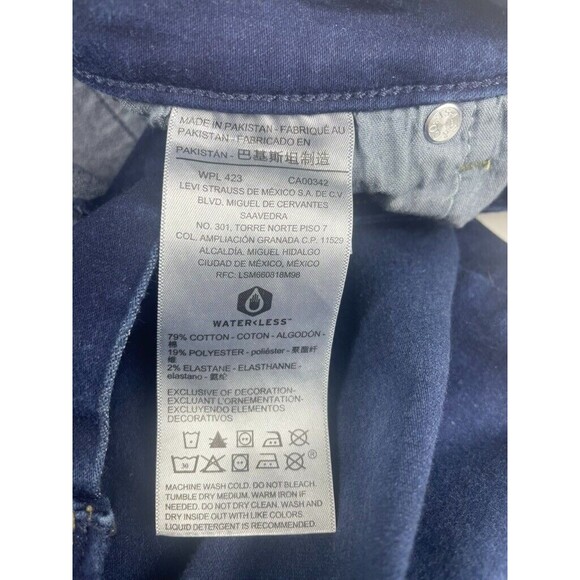 MADE IN PAKISTAN - FABRIQUÉ AU
PAKISTAN - FABRICADO EN
PAKISTÁN - 巴基斯坦制造
WPL 423 CA00342
LEVI STRAUSS DE MÉXICO S.A. DE C.V
BLVD. MIGUEL DE CERVANTES
SAAVEDRA
NO. 301, TORRE NORTE PISO 7
COL. AMPLIACIÓN GRANADA C.P. 11529
ALCALDÍA. MIGUEL HIDALGO
CIUDAD DE MÉXICO, MÉXICO
RFC: LSM660818M98
WATER<LESS™
79% COTTON - COTON - ALGODÓN -
棉
19% POLYESTER - poliéster - 聚酯纤
维
2% ELASTANE - ELASTHANNE -
elastano - 氨纶
EXCLUSIVE OF DECORATION-
EXCLUANT L'ORNEMENTATION-
EXCLUYENDO ELEMENTOS
DECORATIVOS
30
MACHINE WASH COLD. DO NOT BLEACH.
TUMBLE DRY MEDIUM. WARM IRON IF
NEEDED. DO NOT DRY CLEAN. WASH AND
DRY INSIDE OUT WITH LIKE COLORS.
LIQUID DETERGENT IS RECOMMENDED.